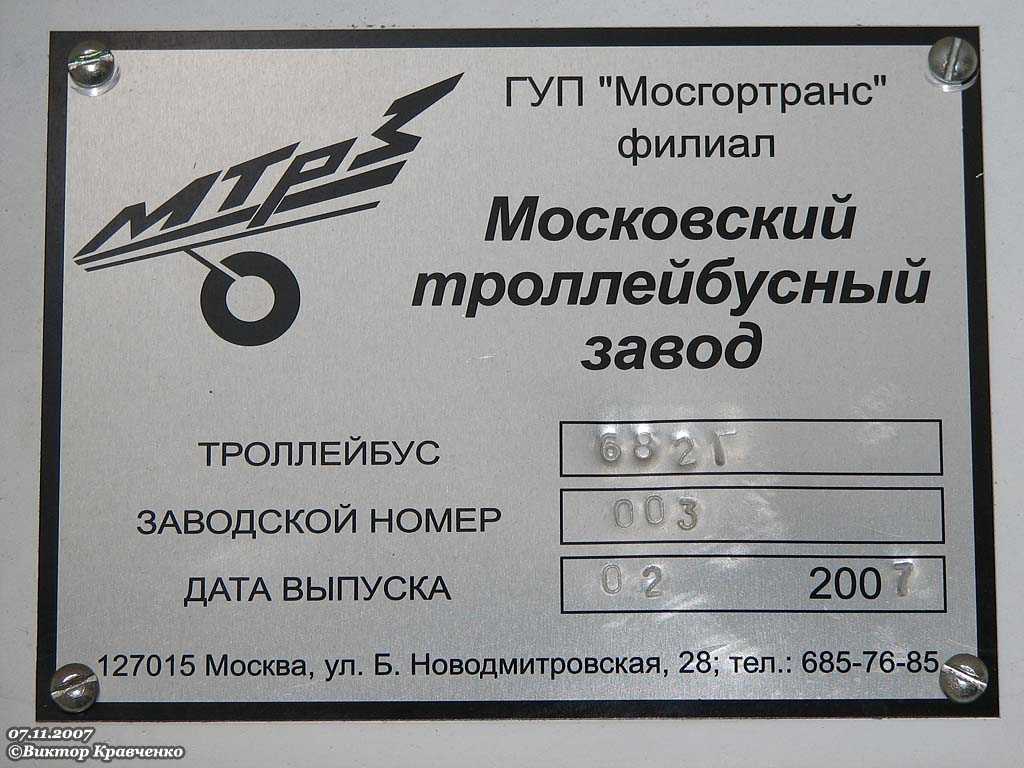 МТРЗ
ГУП "Мосгортранс"
филиал
Московский
троллейбусный
завод
ТРОЛЛЕЙБУС 682Г
ЗАВОДСКОЙ НОМЕР 003
ДАТА ВЫПУСКА 02 2007
127015 Москва, ул. Б. Новодмитровская, 28; тел.: 685-76-85
07.11.2007
©Виктор Кравченко